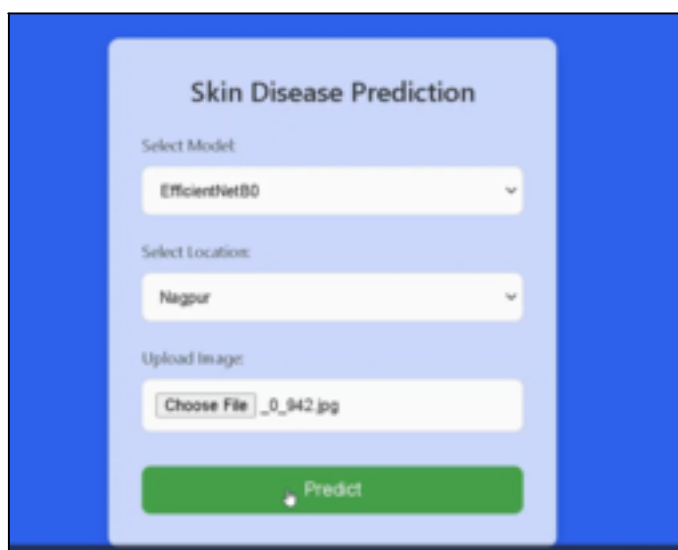 Skin Disease Prediction
Select Model:
EfficientNetB0
Select Location:
Nagpur
Upload Image:
Choose File _0_942.jpg
Predict